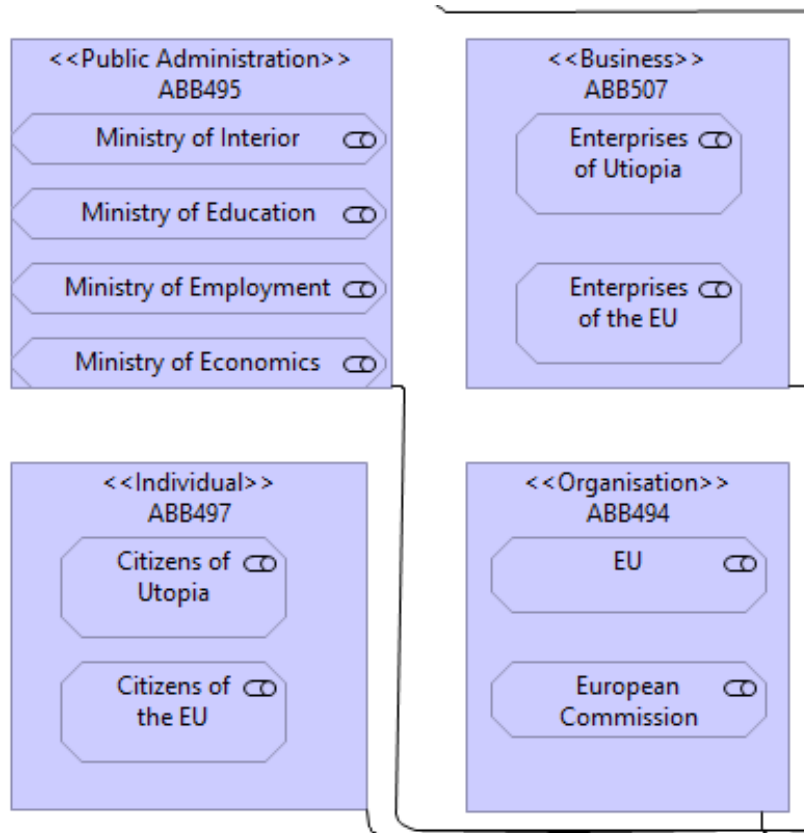 <<Public Administration>>
ABB495
Ministry of Interior
Ministry of Education
Ministry of Employment
Ministry of Economics
<<Business>>
ABB507
Enterprises
of Utiopia
Enterprises
of the EU
<<Individual>>
ABB497
Citizens of
Utopia
Citizens of
the EU
<<Organisation>>
ABB494
EU
European
Commission